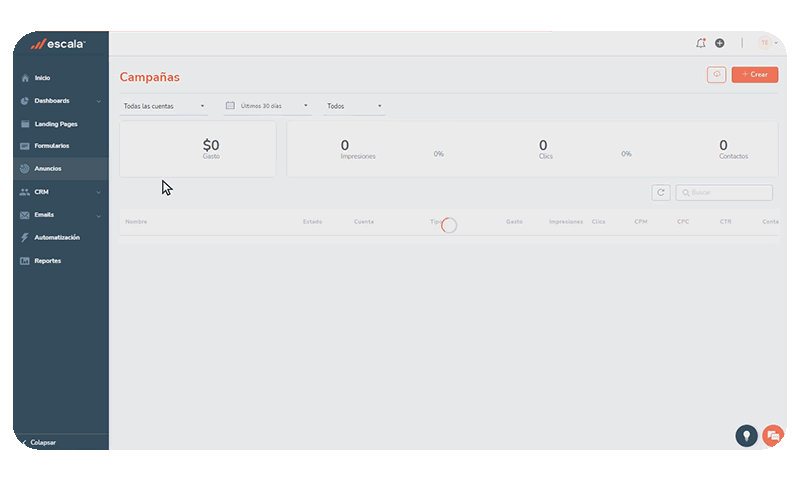 escala
Inicio
Dashboards
Landing Pages
Formularios
Anuncios
CRM
Emails
Automatización
Reportes
Colapsar
TS
Campañas
+ Crear
Todas las cuentas
Últimos 30 días
Todos
$0
Gasto
0
Impresiones
0%
0
Clics
0%
0
Contactos
Buscar
Nombre Estado Cuenta Tipo Gasto Impresiones Clics CPM CPC CTR Conta